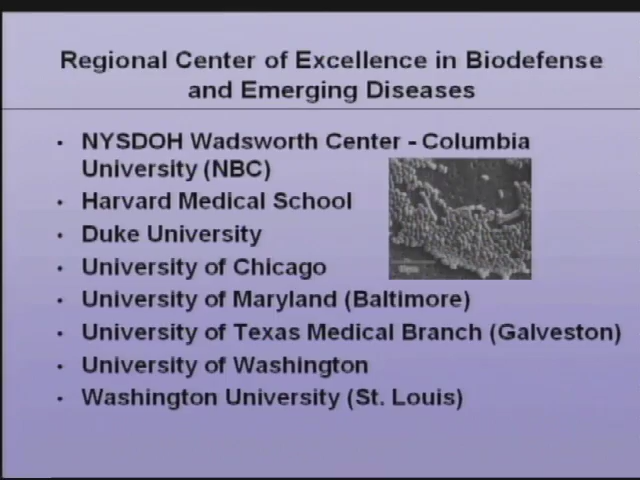 Regional Center of Excellence in Biodefense
and Emerging Diseases
• NYSDOH Wadsworth Center - Columbia
University (NBC)
• Harvard Medical School
• Duke University
• University of Chicago
• University of Maryland (Baltimore)
• University of Texas Medical Branch (Galveston)
• University of Washington
• Washington University (St. Louis)